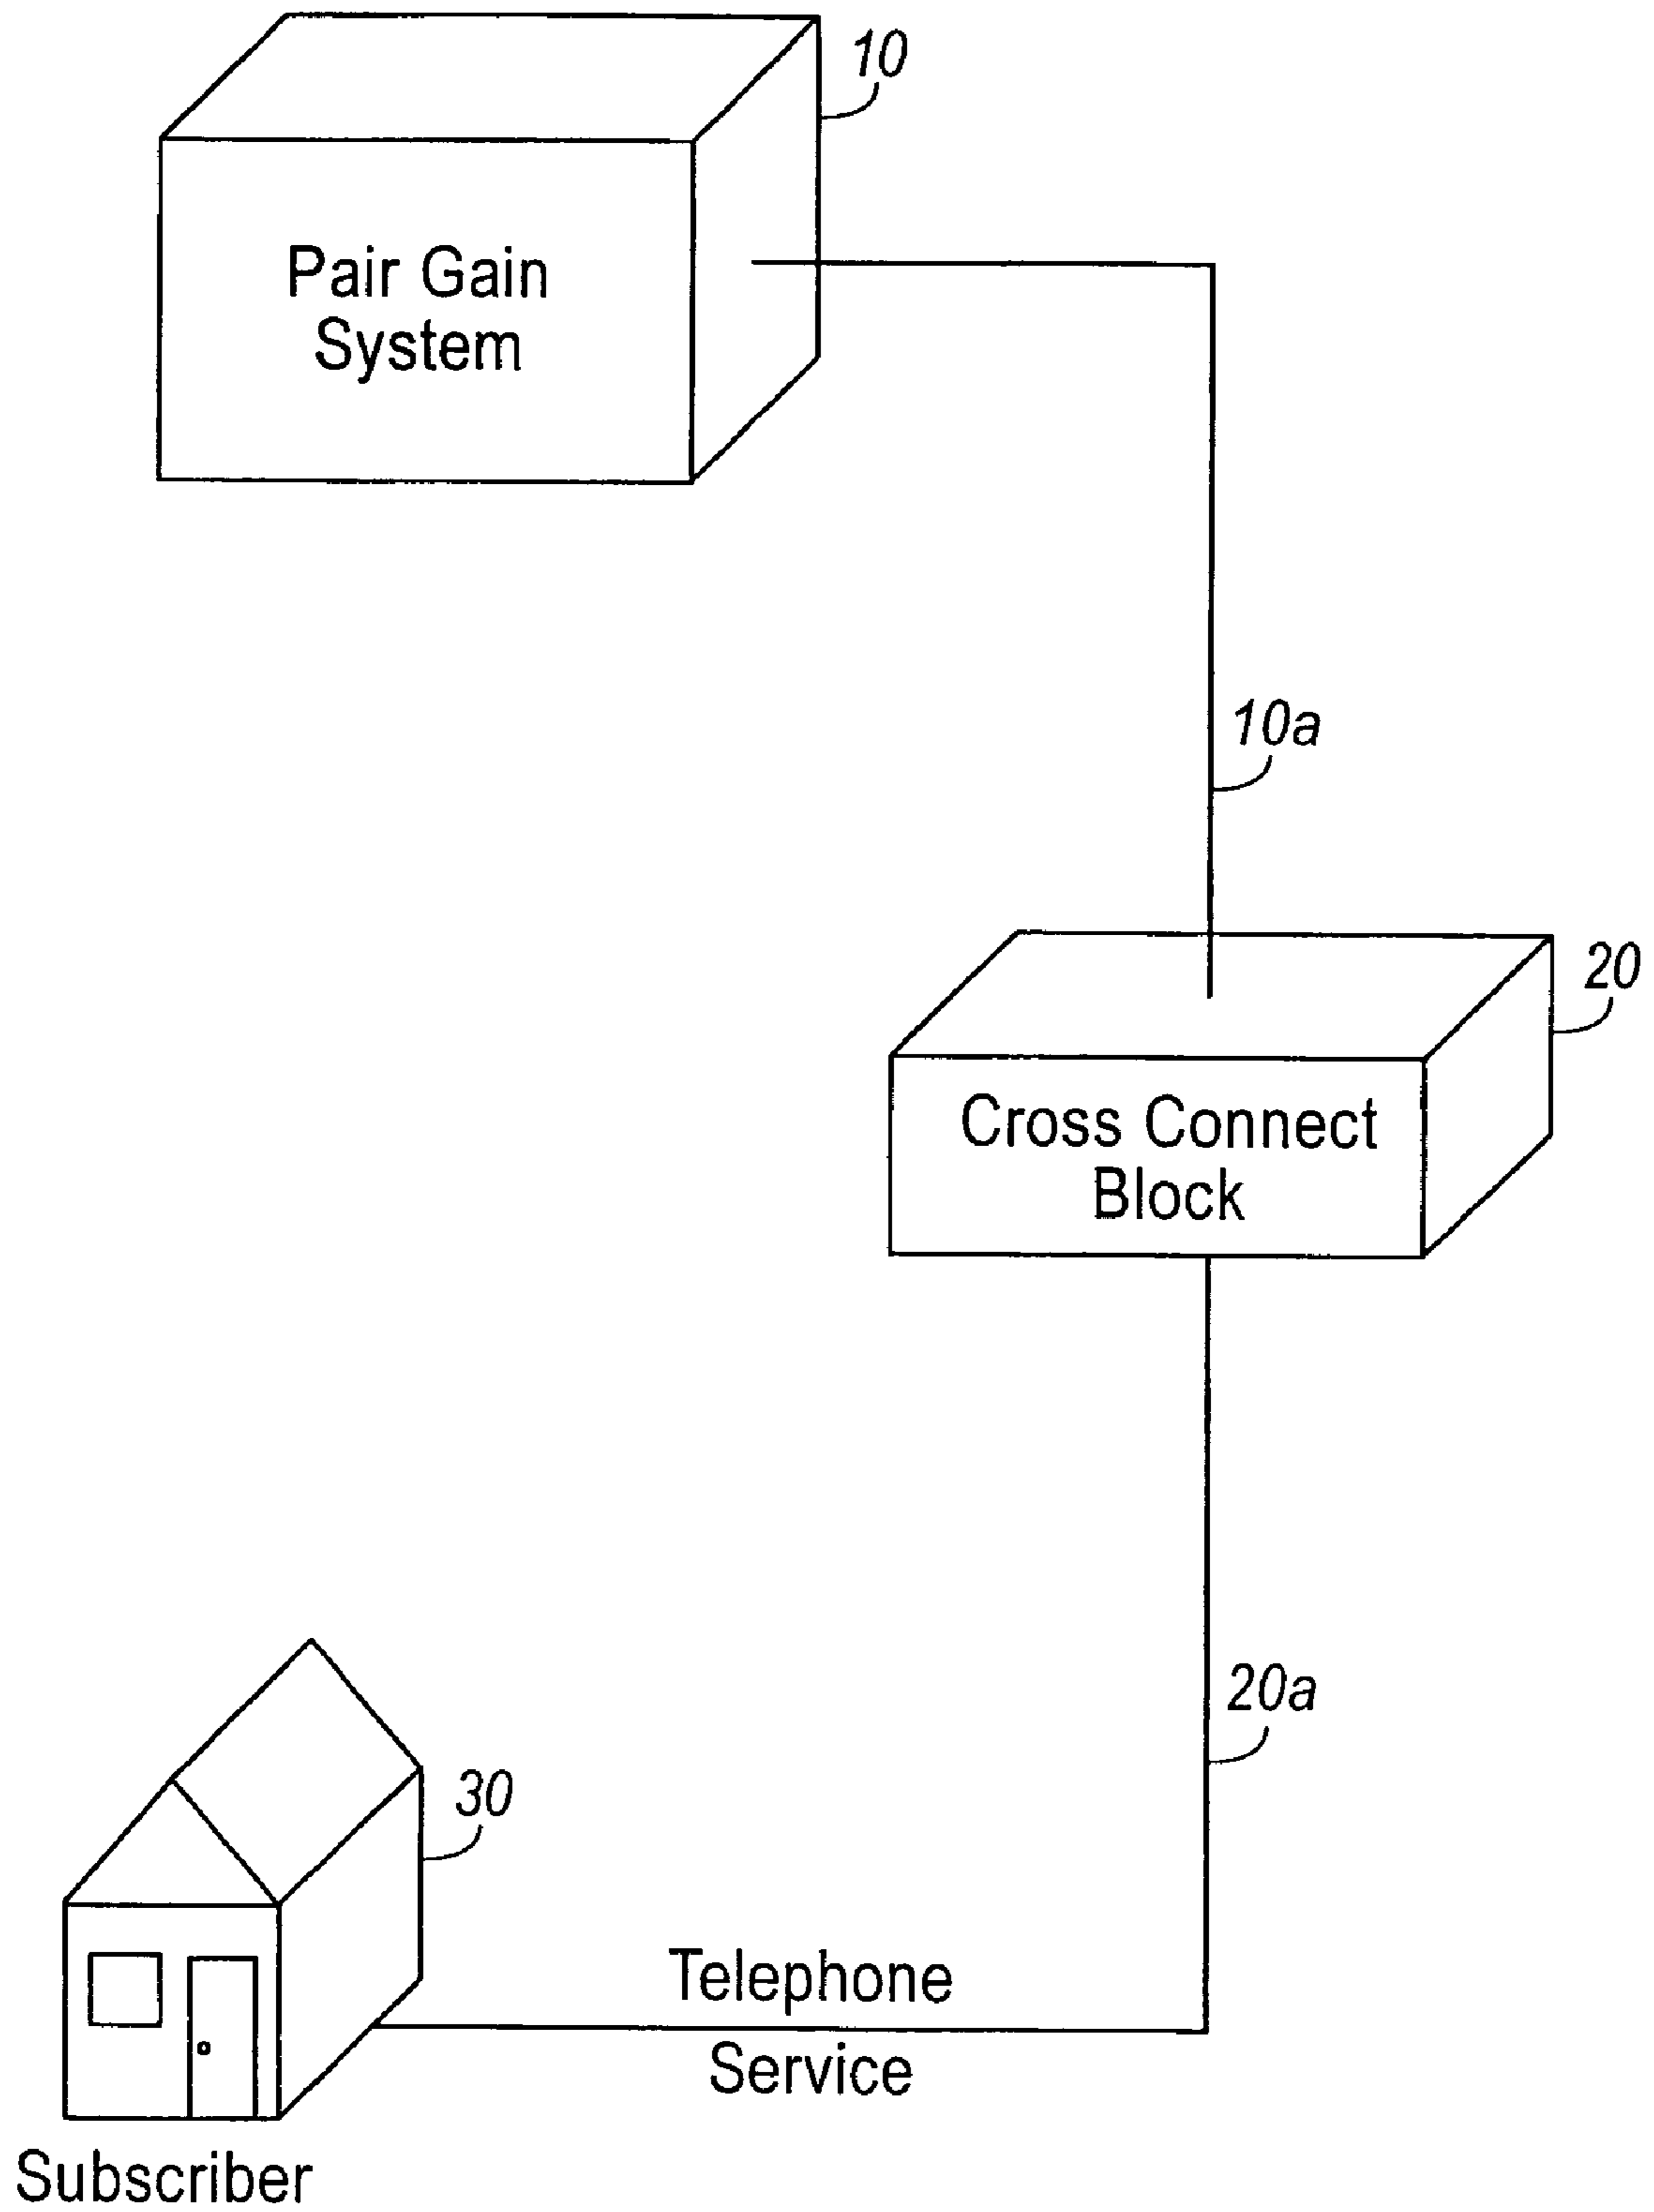 10
Pair Gain
System
10a
20
Cross Connect
Block
20a
30
Telephone
Service
Subscriber